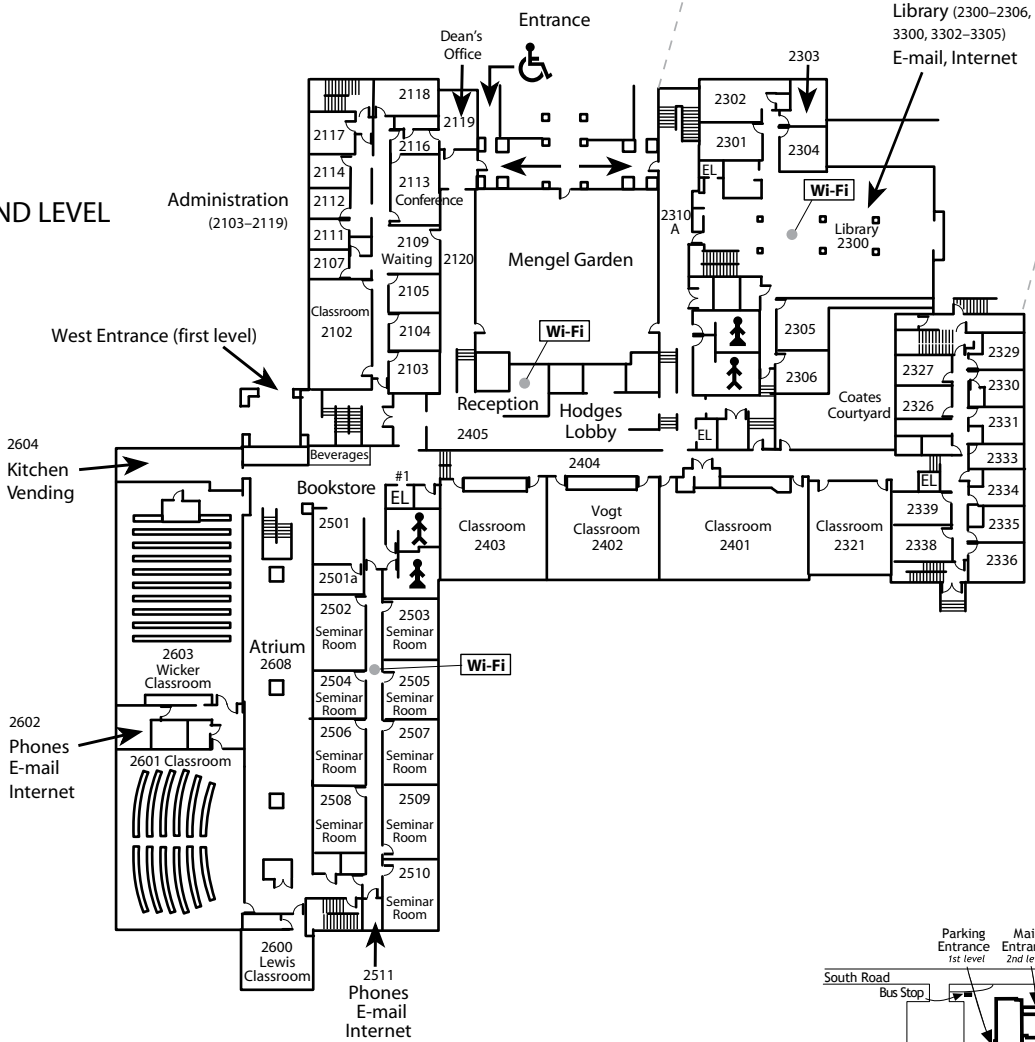 Entrance
Dean's
Office
Library (2300–2306,
3300, 3302–3305)
E-mail, Internet
2303
2118
2119
2117
2116
2302
2301
2304
EL
2114
2113
Conference
2112
2111
2109
Waiting
2107
2120
2105
Administration
(2103–2119)
ND LEVEL
Mengel Garden
2310
A
Wi-Fi
Library
2300
Classroom
2102
2104
2103
West Entrance (first level)
Wi-Fi
Reception
Hodges
Lobby
2405
2305
2306
EL
Coates
Courtyard
2327
2326
2329
2330
2331
2333
2334
2335
2336
EL
2339
2338
2604
Kitchen
Vending
Beverages
Bookstore
#1
EL
2404
Classroom
2403
Vogt
Classroom
2402
Classroom
2401
Classroom
2321
2501
2501a
2502
Seminar
Room
2503
Seminar
Room
Atrium
2608
Wi-Fi
2603
Wicker
Classroom
2504
Seminar
Room
2505
Seminar
Room
2602
Phones
E-mail
Internet
2601 Classroom
2506
Seminar
Room
2507
Seminar
Room
2508
Seminar
Room
2509
Seminar
Room
2510
Seminar
Room
2600
Lewis
Classroom
2511
Phones
E-mail
Internet
Parking
Entrance
1st level
Mai
Entra
2nd le
South Road
Bus Stop